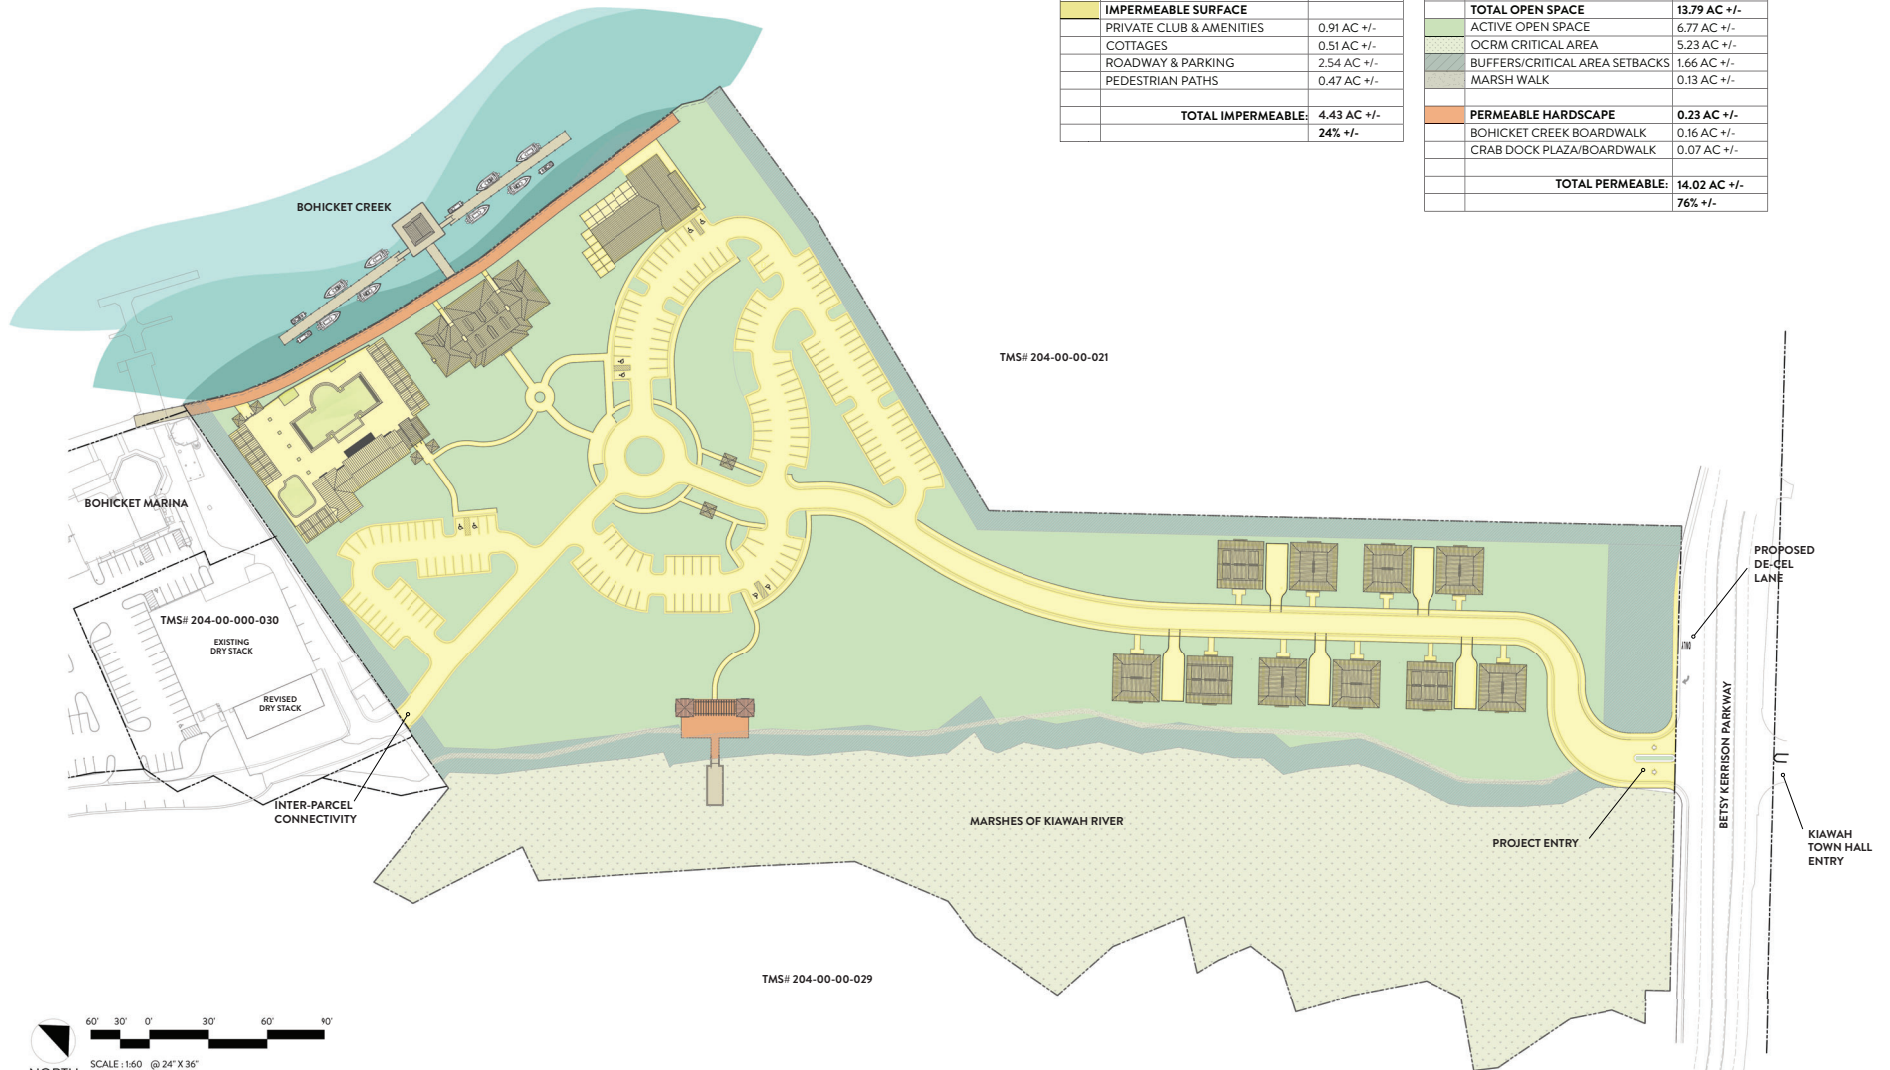 IMPERMEABLE SURFACE
PRIVATE CLUB & AMENITIES 0.91 AC +/-
COTTAGES 0.51 AC +/-
ROADWAY & PARKING 2.54 AC +/-
PEDESTRIAN PATHS 0.47 AC +/-
TOTAL IMPERMEABLE: 4.43 AC +/-
24% +/-
TOTAL OPEN SPACE 13.79 AC +/-
ACTIVE OPEN SPACE 6.77 AC +/-
OCRM CRITICAL AREA 5.23 AC +/-
BUFFERS/CRITICAL AREA SETBACKS 1.66 AC +/-
MARSH WALK 0.13 AC +/-
PERMEABLE HARDSCAPE 0.23 AC +/-
BOHICKET CREEK BOARDWALK 0.16 AC +/-
CRAB DOCK PLAZA/BOARDWALK 0.07 AC +/-
TOTAL PERMEABLE: 14.02 AC +/-
76% +/-
BOHICKET CREEK
TMS# 204-00-00-021
BOHICKET MARINA
PROPOSED
DE-CEL
LANE
TMS# 204-00-000-030
EXISTING
DRY STACK
REVISED
DRY STACK
BETSY KERRISON PARKWAY
INTER-PARCEL
CONNECTIVITY
MARSHES OF KIAWAH RIVER
PROJECT ENTRY
KIAWAH
TOWN HALL
ENTRY
TMS# 204-00-00-029
60' 30' 0' 30' 60' 90'
SCALE : 1:60 @ 24" X 36"
NORTH